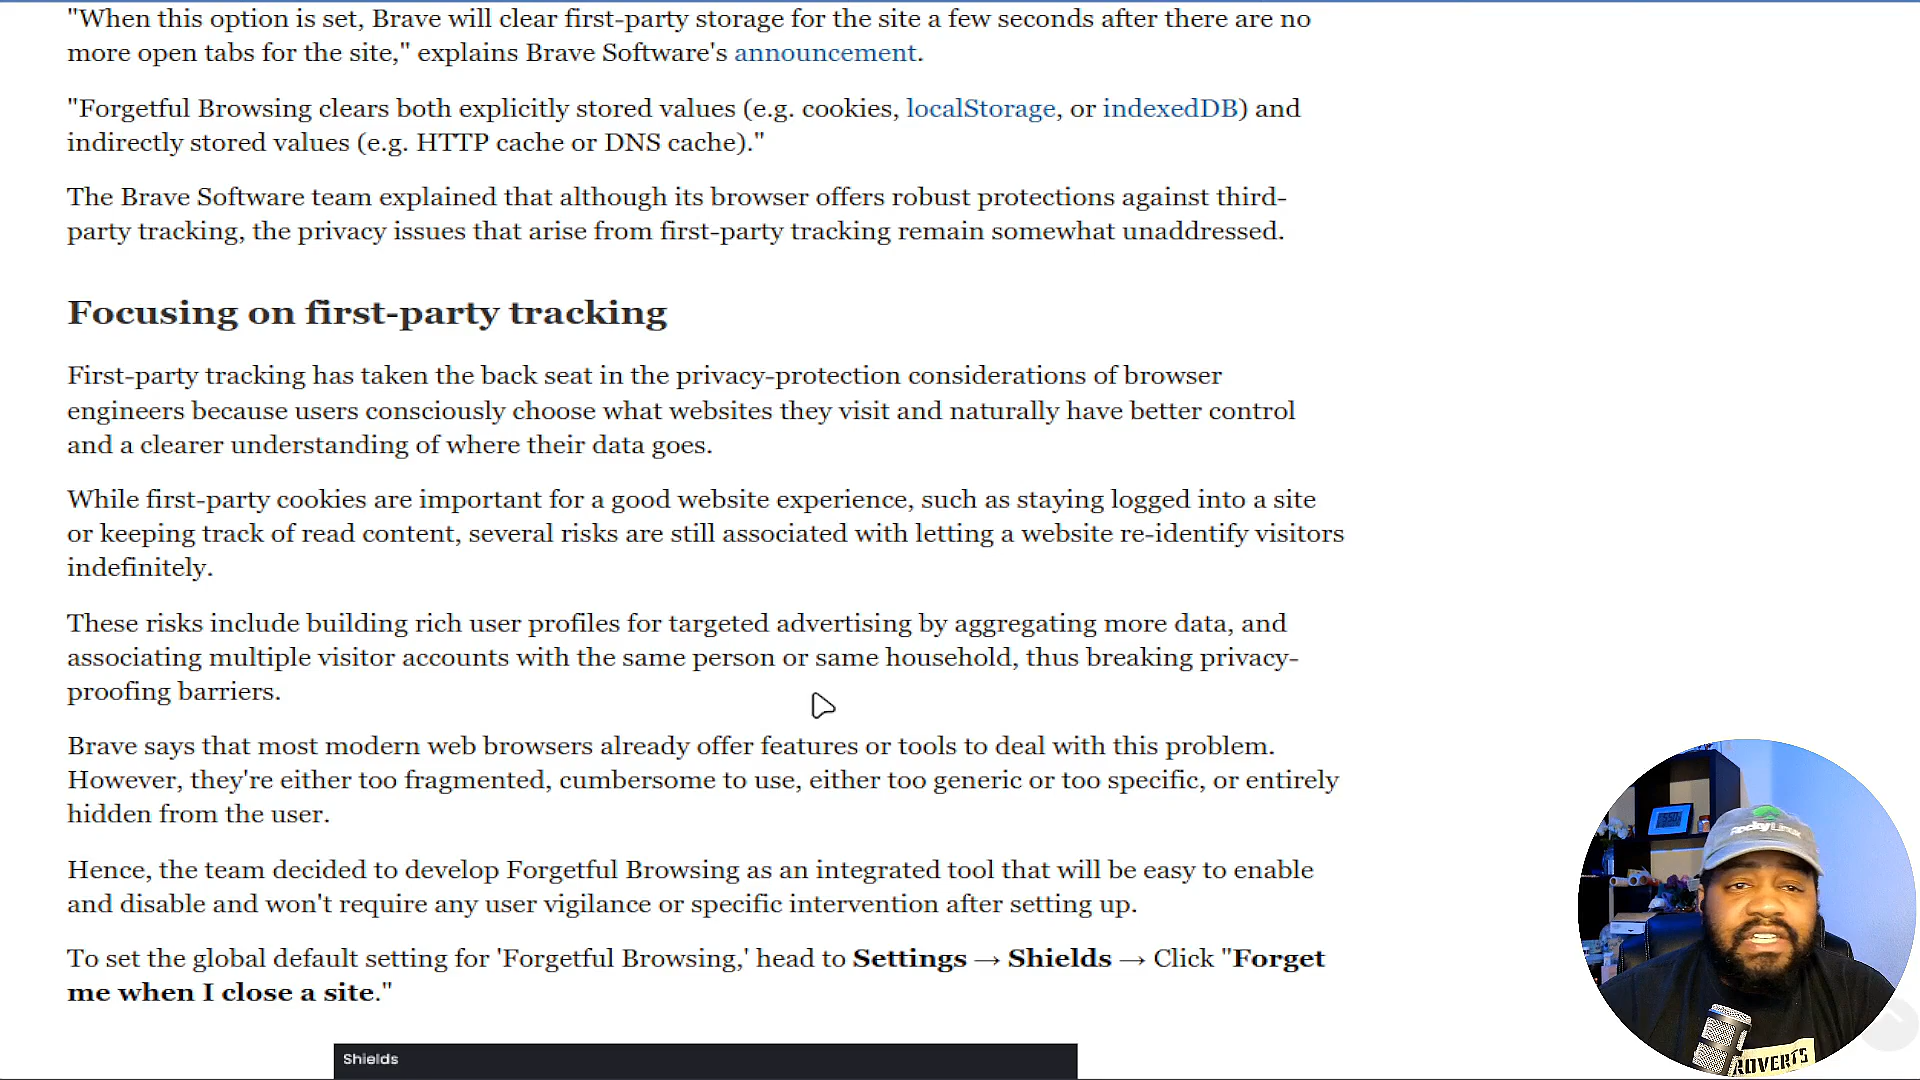 "When this option is set, Brave will clear first-party storage for the site a few seconds after there are no
more open tabs for the site," explains Brave Software's announcement.
"Forgetful Browsing clears both explicitly stored values (e.g. cookies, localStorage, or indexedDB) and
indirectly stored values (e.g. HTTP cache or DNS cache)."
The Brave Software team explained that although its browser offers robust protections against third-
party tracking, the privacy issues that arise from first-party tracking remain somewhat unaddressed.
Focusing on first-party tracking
First-party tracking has taken the back seat in the privacy-protection considerations of browser
engineers because users consciously choose what websites they visit and naturally have better control
and a clearer understanding of where their data goes.
While first-party cookies are important for a good website experience, such as staying logged into a site
or keeping track of read content, several risks are still associated with letting a website re-identify visitors
indefinitely.
These risks include building rich user profiles for targeted advertising by aggregating more data, and
associating multiple visitor accounts with the same person or same household, thus breaking privacy-
proofing barriers.
Brave says that most modern web browsers already offer features or tools to deal with this problem.
However, they're either too fragmented, cumbersome to use, either too generic or too specific, or entirely
hidden from the user.
Hence, the team decided to develop Forgetful Browsing as an integrated tool that will be easy to enable
and disable and won't require any user vigilance or specific intervention after setting up.
To set the global default setting for 'Forgetful Browsing,' head to Settings → Shields → Click "Forget
me when I close a site."
Shields
Rocky Linux
ROVERTS